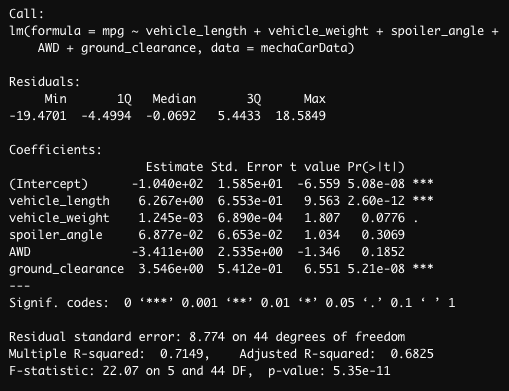 Call:
lm(formula = mpg ~ vehicle_length + vehicle_weight + spoiler_angle +
    AWD + ground_clearance, data = mechaCarData)

Residuals:
     Min       1Q   Median       3Q      Max
-19.4701  -4.4994  -0.0692   5.4433  18.5849

Coefficients:
                   Estimate Std. Error t value Pr(>|t|)
(Intercept)      -1.040e+02  1.585e+01  -6.559 5.08e-08 ***
vehicle_length    6.267e+00  6.553e-01   9.563 2.60e-12 ***
vehicle_weight    1.245e-03  6.890e-04   1.807   0.0776 .
spoiler_angle     6.877e-02  6.653e-02   1.034   0.3069
AWD              -3.411e+00  2.535e+00  -1.346   0.1852
ground_clearance  3.546e+00  5.412e-01   6.551 5.21e-08 ***
---
Signif. codes:  0 ‘***’ 0.001 ‘**’ 0.01 ‘*’ 0.05 ‘.’ 0.1 ‘ ’ 1

Residual standard error: 8.774 on 44 degrees of freedom
Multiple R-squared:  0.7149,    Adjusted R-squared:  0.6825
F-statistic: 22.07 on 5 and 44 DF,  p-value: 5.35e-11